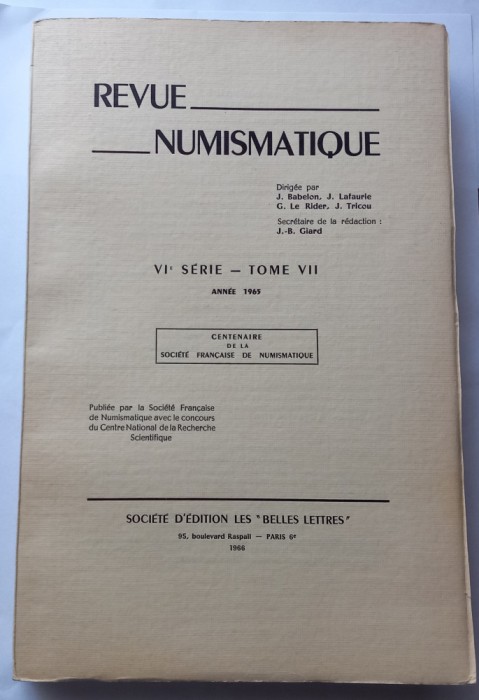 REVUE
NUMISMATIQUE
Dirigée par
J. Babelon, J. Lafaurie
G. Le Rider, J. Tricou
Secrétaire de la rédaction :
J.-B. Giard
VIᵉ SÉRIE — TOME VII
ANNÉE 1965
CENTENAIRE
DE LA
SOCIÉTÉ FRANÇAISE DE NUMISMATIQUE
Publiée par la Société Française
de Numismatique avec le concours
du Centre National de la Recherche
Scientifique
SOCIÉTÉ D'ÉDITION LES "BELLES LETTRES"
95, boulevard Raspail — PARIS 6ᵉ
1966